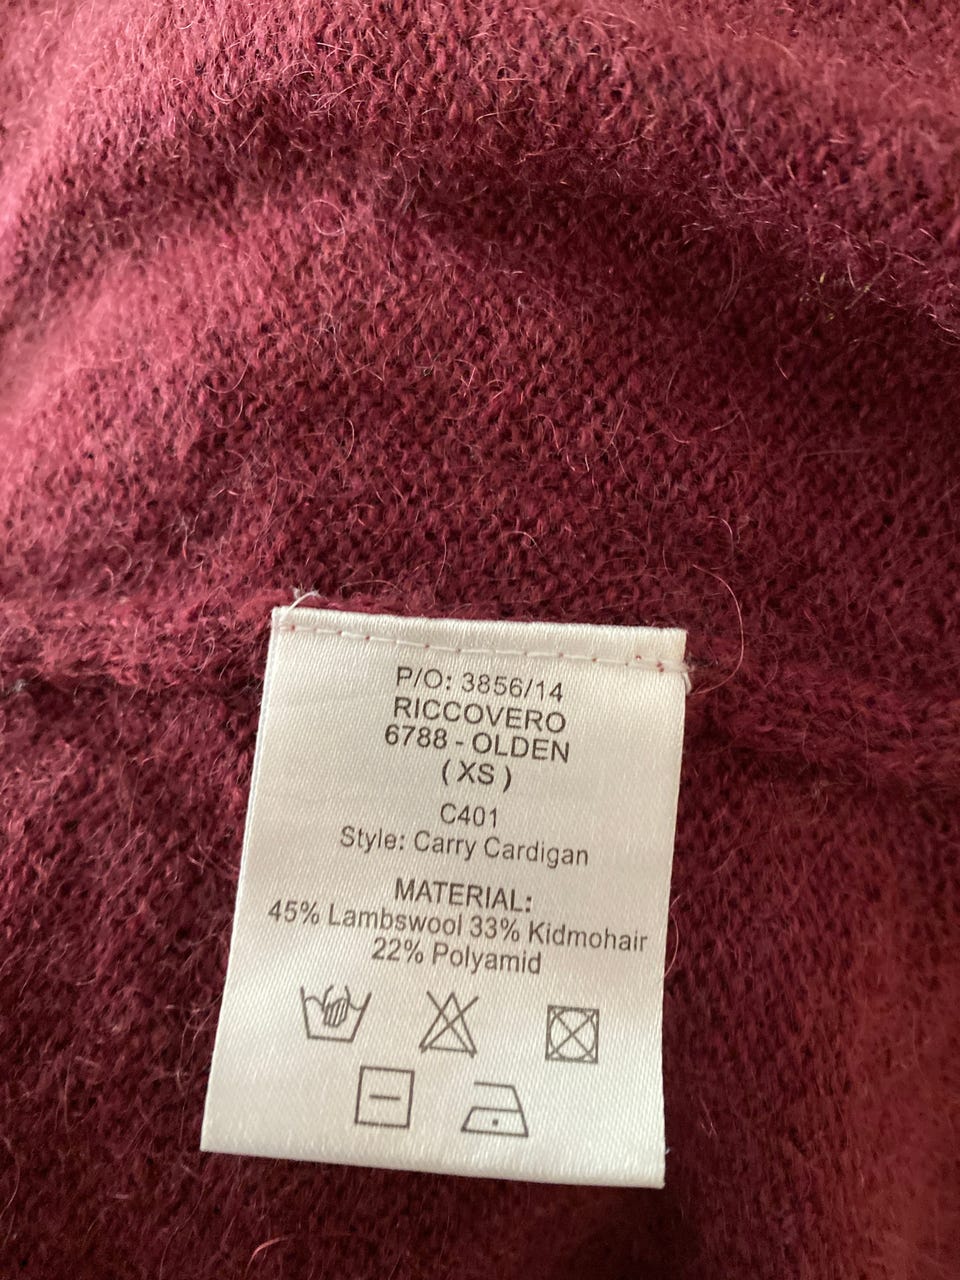 P/O: 3856/14
RICCOVERO
6788 - OLDEN
( XS )
C401
Style: Carry Cardigan
MATERIAL:
45% Lambswool 33% Kidmohair
22% Polyamid